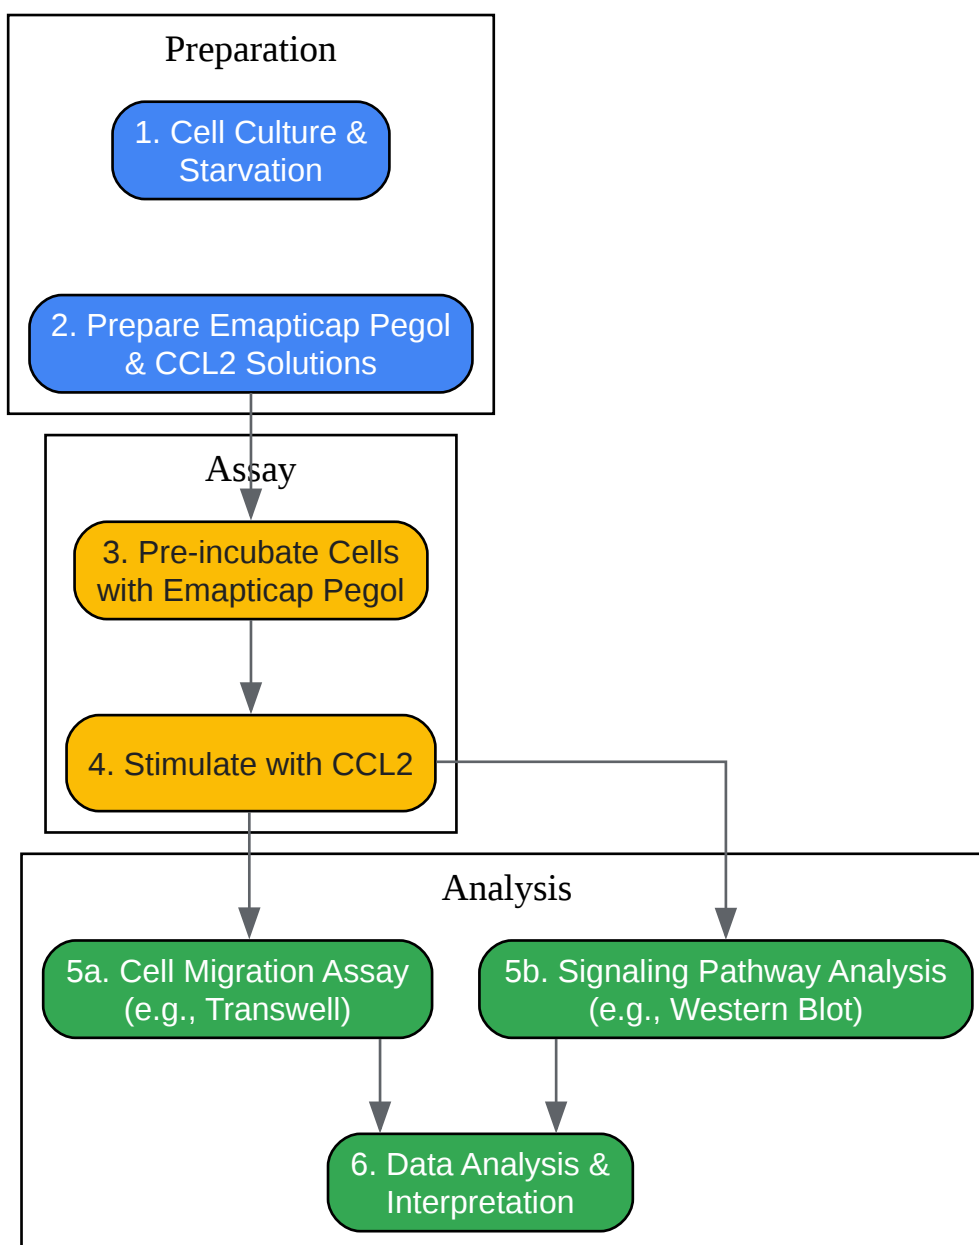 Preparation
1. Cell Culture &
Starvation
2. Prepare Emapticap Pegol
& CCL2 Solutions
Assay
3. Pre-incubate Cells
with Emapticap Pegol
4. Stimulate with CCL2
Analysis
5a. Cell Migration Assay
(e.g., Transwell)
5b. Signaling Pathway Analysis
(e.g., Western Blot)
6. Data Analysis &
Interpretation